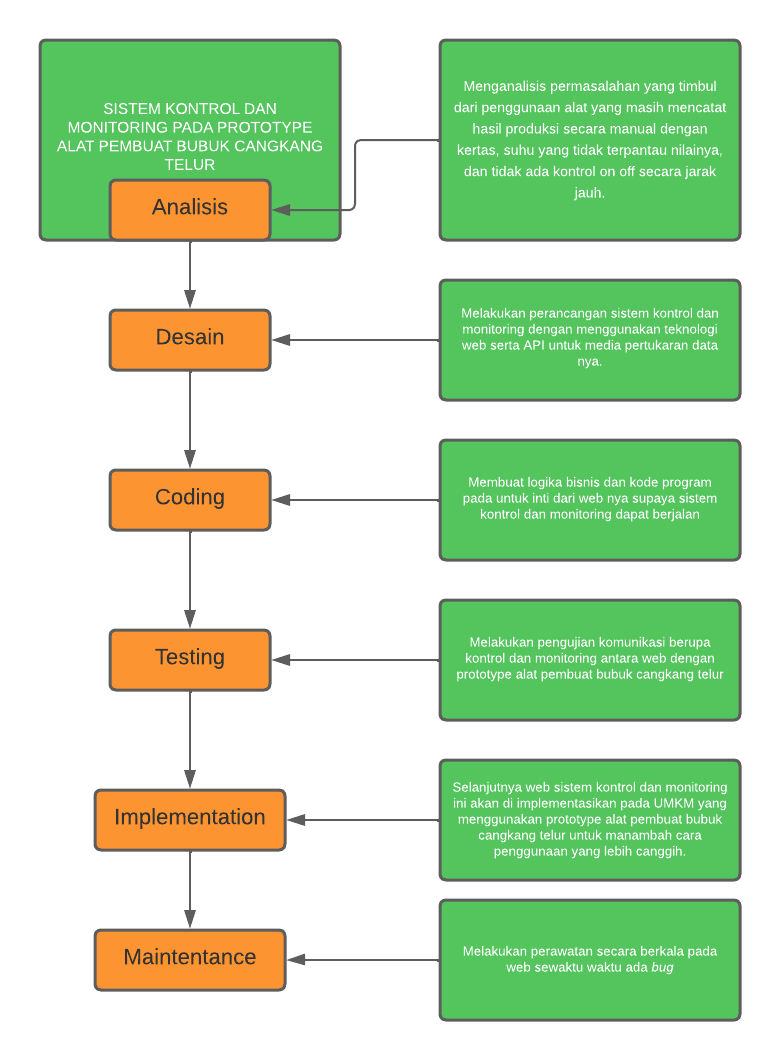 SISTEM KONTROL DAN
MONITORING PADA PROTOTYPE
ALAT PEMBUAT BUBUK CANGKANG
TELUR
Analisis
Menganalisis permasalahan yang timbul
dari penggunaan alat yang masih mencatat
hasil produksi secara manual dengan
kertas, suhu yang tidak terpantau nilainya,
dan tidak ada kontrol on off secara jarak
jauh.
Desain
Melakukan perancangan sistem kontrol dan
monitoring dengan menggunakan teknologi
web serta API untuk media pertukaran data
nya.
Coding
Membuat logika bisnis dan kode program
pada untuk inti dari web nya supaya sistem
kontrol dan monitoring dapat berjalan
Testing
Melakukan pengujian komunikasi berupa
kontrol dan monitoring antara web dengan
prototype alat pembuat bubuk cangkang telur
Implementation
Selanjutnya web sistem kontrol dan monitoring
ini akan di implementasikan pada UMKM yang
menggunakan prototype alat pembuat bubuk
cangkang telur untuk manambah cara
penggunaan yang lebih canggih.
Maintentance
Melakukan perawatan secara berkala pada
web sewaktu waktu ada bug